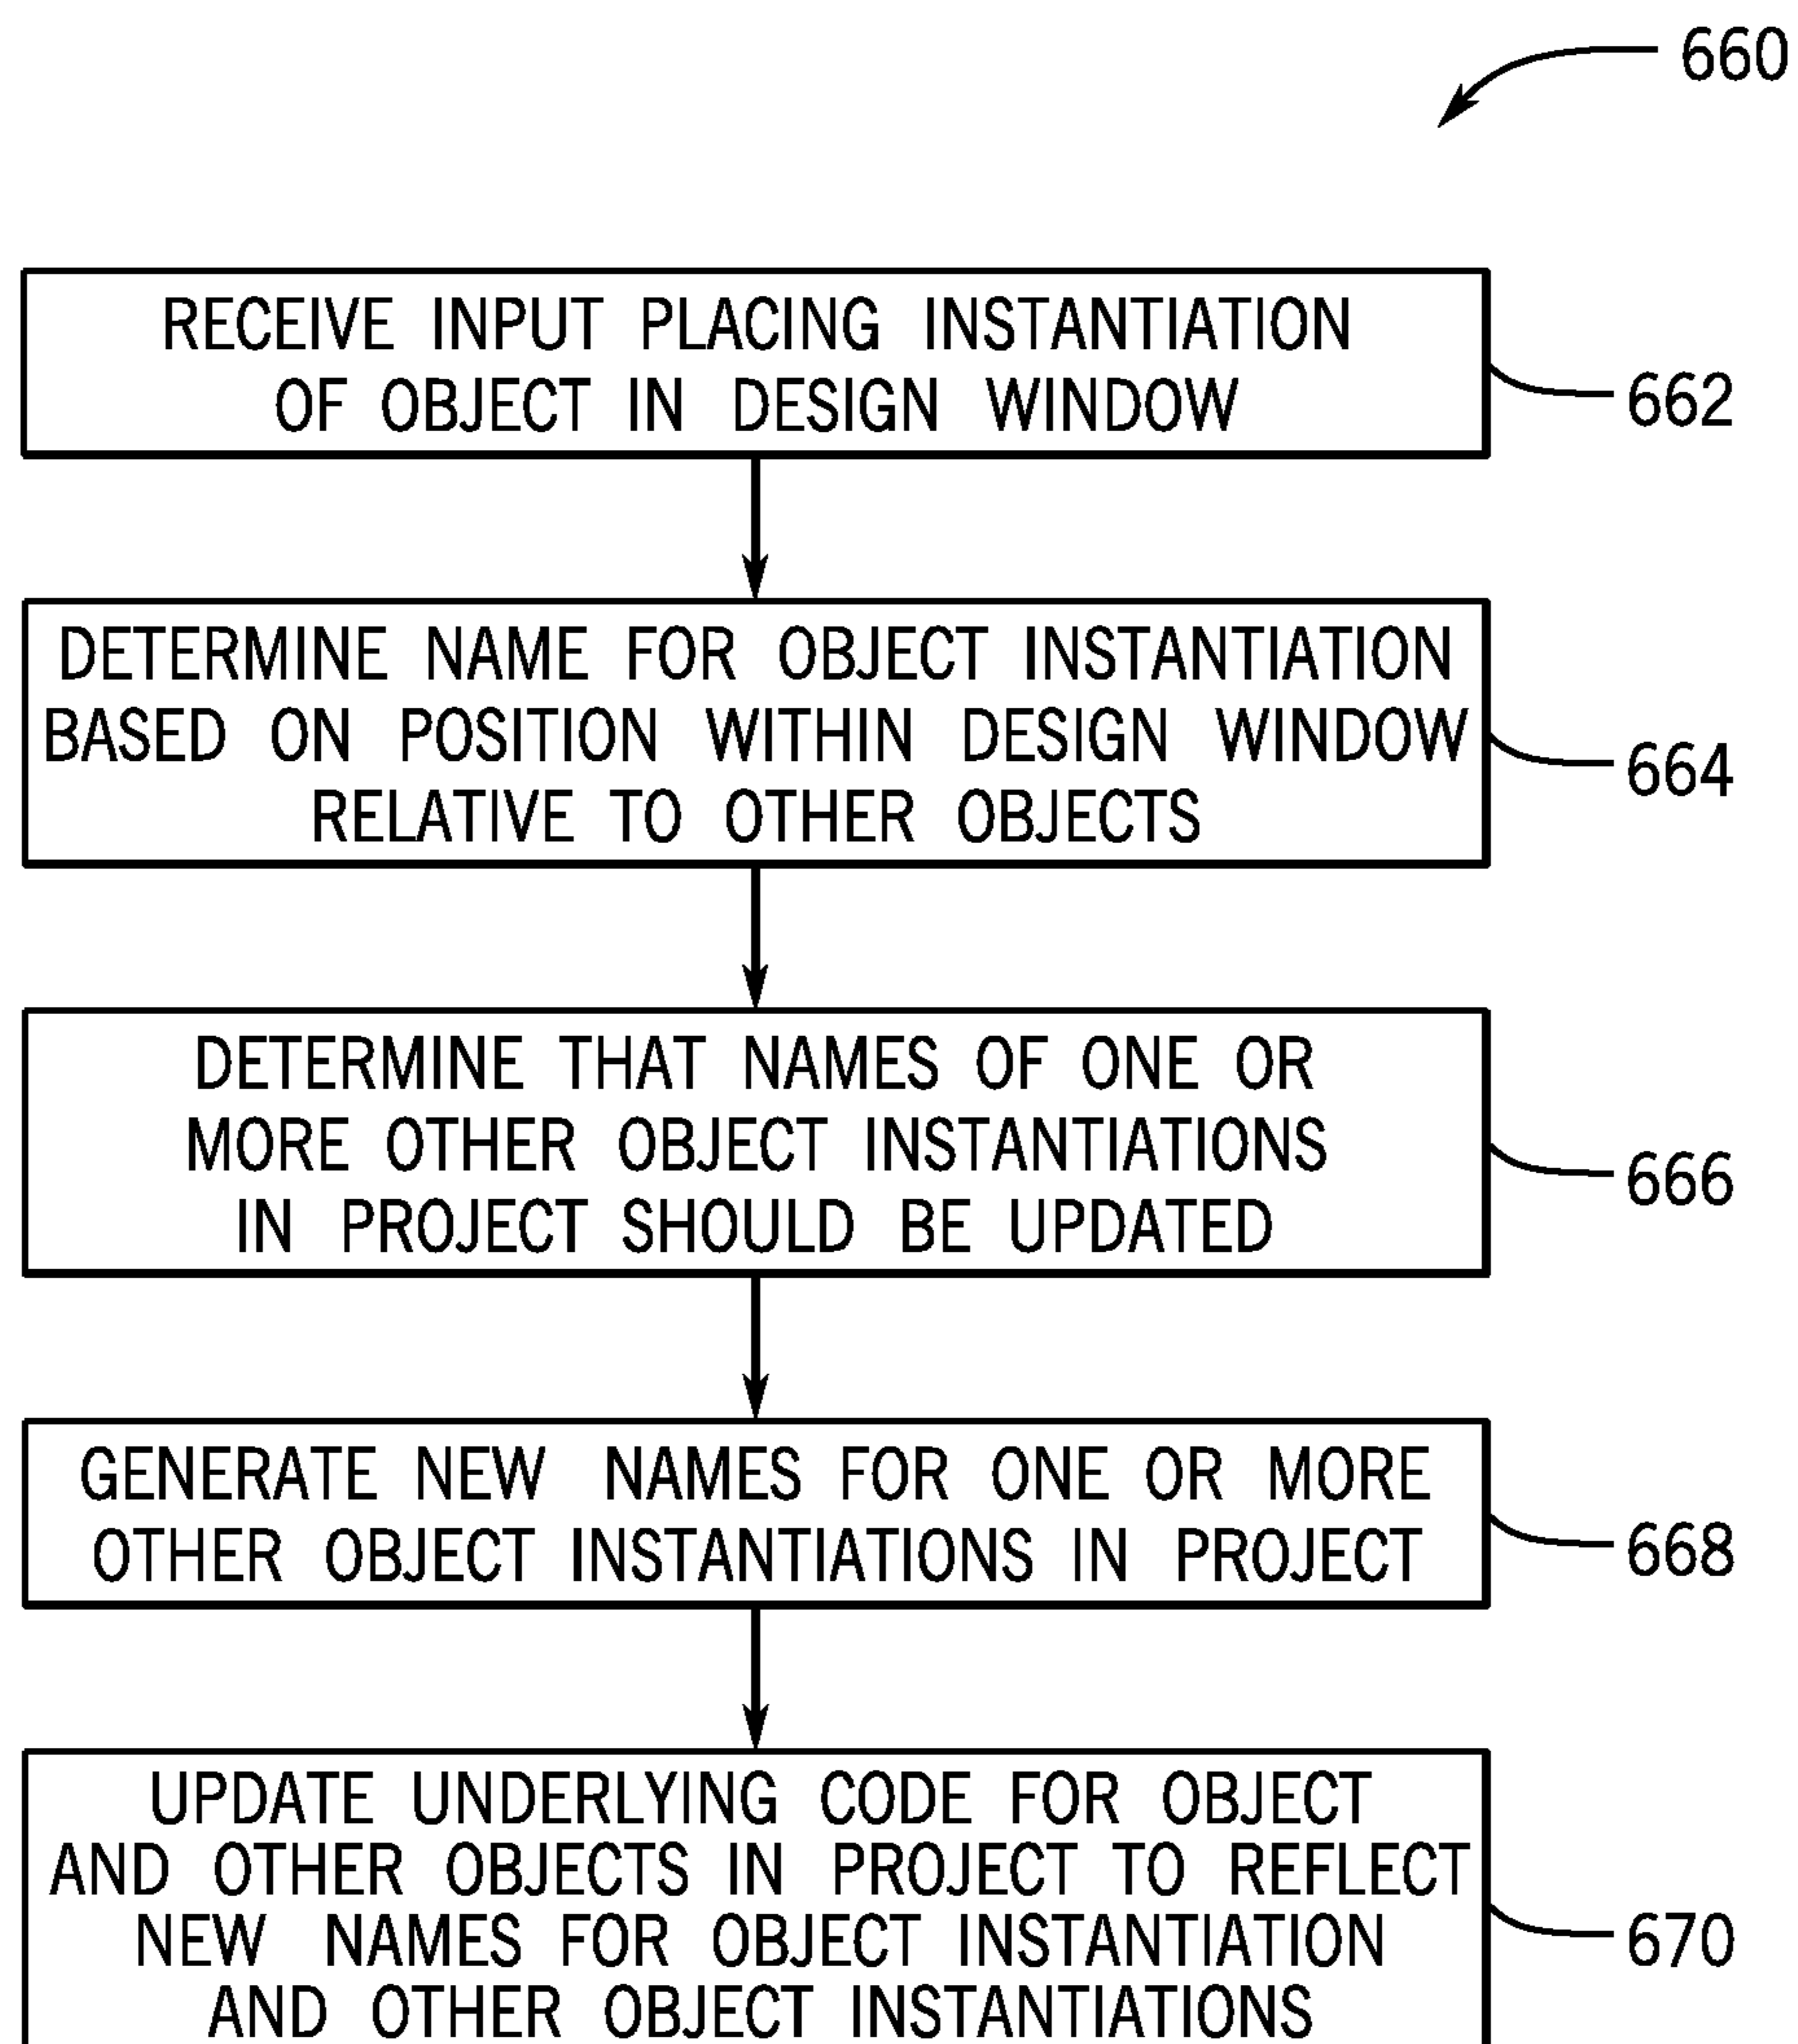 660
RECEIVE INPUT PLACING INSTANTIATION
OF OBJECT IN DESIGN WINDOW
662
DETERMINE NAME FOR OBJECT INSTANTIATION
BASED ON POSITION WITHIN DESIGN WINDOW
RELATIVE TO OTHER OBJECTS
664
DETERMINE THAT NAMES OF ONE OR
MORE OTHER OBJECT INSTANTIATIONS
IN PROJECT SHOULD BE UPDATED
666
GENERATE NEW NAMES FOR ONE OR MORE
OTHER OBJECT INSTANTIATIONS IN PROJECT
668
UPDATE UNDERLYING CODE FOR OBJECT
AND OTHER OBJECTS IN PROJECT TO REFLECT
NEW NAMES FOR OBJECT INSTANTIATION
AND OTHER OBJECT INSTANTIATIONS
670